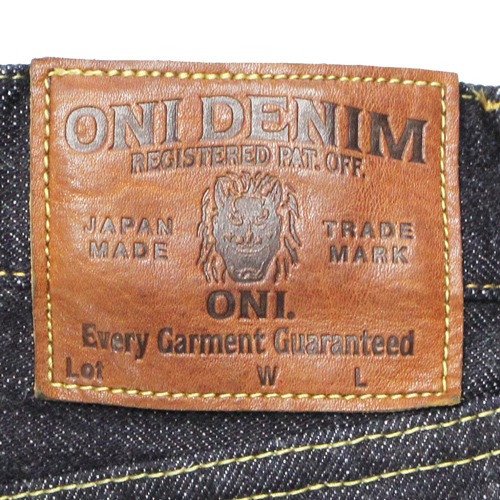 ONI DENIM
REGISTERED PAT. OFF.
JAPAN TRADE
MADE MARK
ONI.
Every Garment Guaranteed
Lot W L